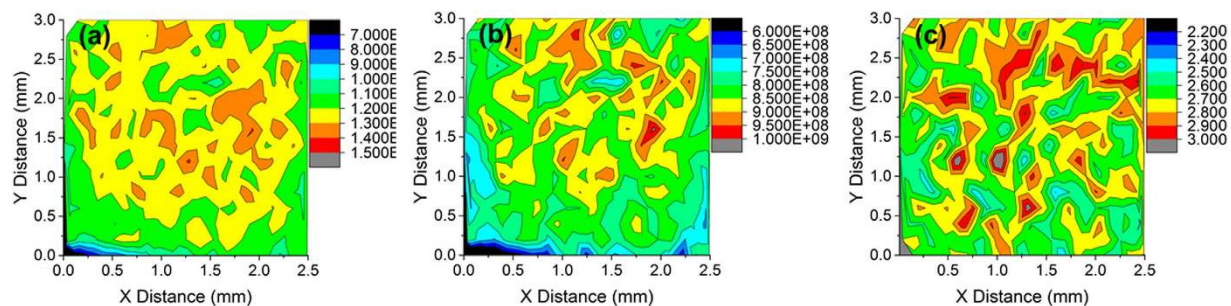 (a)
3.0
2.5
2.0
1.5
1.0
0.5
0.0
Y Distance (mm)
0.0 0.5 1.0 1.5 2.0 2.5
X Distance (mm)
7.000E
8.000E
9.000E
1.000E
1.100E
1.200E
1.300E
1.400E
1.500E
(b)
3.0
2.5
2.0
1.5
1.0
0.5
0.0
Y Distance (mm)
0.0 0.5 1.0 1.5 2.0 2.5
X Distance (mm)
6.000E+08
6.500E+08
7.000E+08
7.500E+08
8.000E+08
8.500E+08
9.000E+08
9.500E+08
1.000E+09
(c)
3.0
2.5
2.0
1.5
1.0
0.5
0.0
Y Distance (mm)
0.0 0.5 1.0 1.5 2.0 2.5
X Distance (mm)
2.200
2.300
2.400
2.500
2.600
2.700
2.800
2.900
3.000